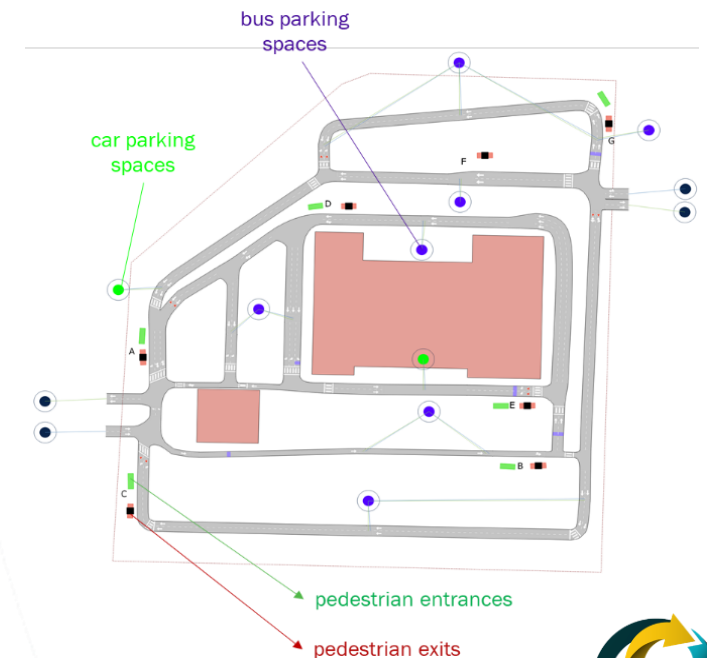 bus parking
spaces
car parking
spaces
G
F
D
A
E
B
C
pedestrian entrances
pedestrian exits